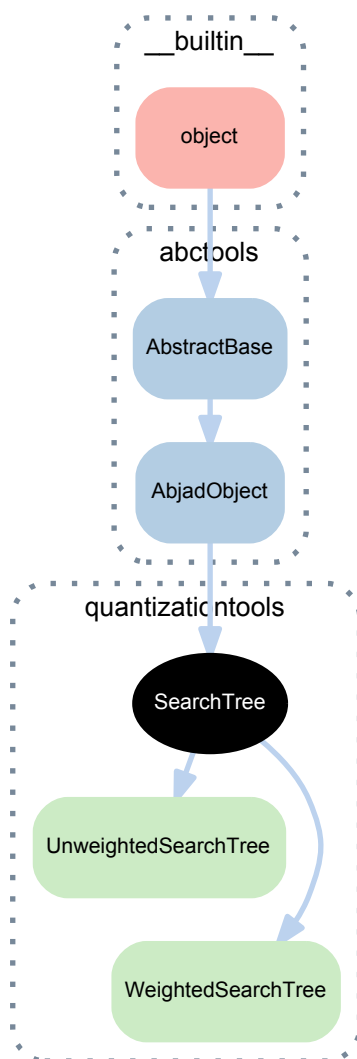 __builtin__
object
abctools
AbstractBase
AbjadObject
quantizationtools
SearchTree
UnweightedSearchTree
WeightedSearchTree